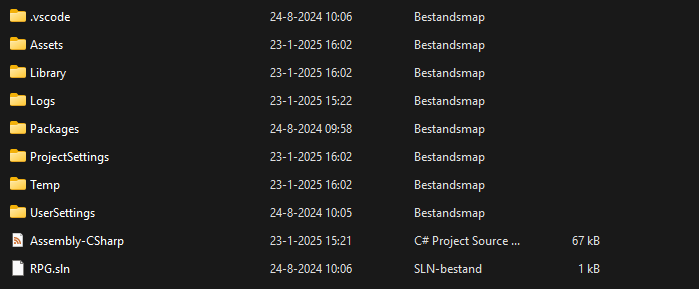 .vscode 24-8-2024 10:06 Bestandsmap
Assets 23-1-2025 16:02 Bestandsmap
Library 23-1-2025 16:02 Bestandsmap
Logs 23-1-2025 15:22 Bestandsmap
Packages 24-8-2024 09:58 Bestandsmap
ProjectSettings 23-1-2025 16:02 Bestandsmap
Temp 23-1-2025 16:02 Bestandsmap
UserSettings 24-8-2024 10:05 Bestandsmap
Assembly-CSharp 23-1-2025 15:21 C# Project Source ... 67 kB
RPG.sln 24-8-2024 10:06 SLN-bestand 1 kB